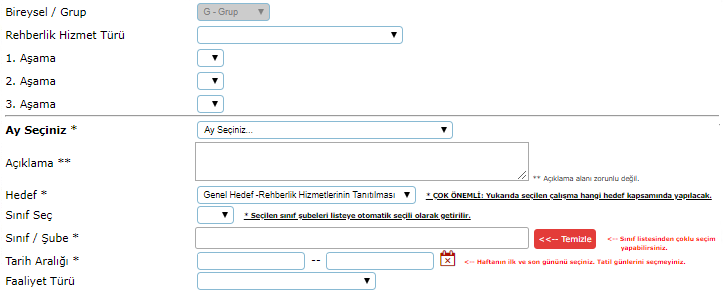 Bireysel / Grup G - Grup
Rehberlik Hizmet Türü
1. Aşama
2. Aşama
3. Aşama
Ay Seçiniz * Ay Seçiniz...
Açıklama ** ** Açıklama alanı zorunlu değil.
Hedef * Genel Hedef -Rehberlik Hizmetlerinin Tanıtılması * ÇOK ÖNEMLİ: Yukarıda seçilen çalışma hangi hedef kapsamında yapılacak.
Sınıf Seç * Seçilen sınıf şubeleri listeye otomatik seçili olarak getirilir.
Sınıf / Şube * <<-- Temizle <-- Sınıf listesinden çoklu seçim
yapabilirsiniz.
Tarih Aralığı * -- <-- Haftanın ilk ve son gününü seçiniz. Tatil günlerini seçmeyiniz.
Faaliyet Türü